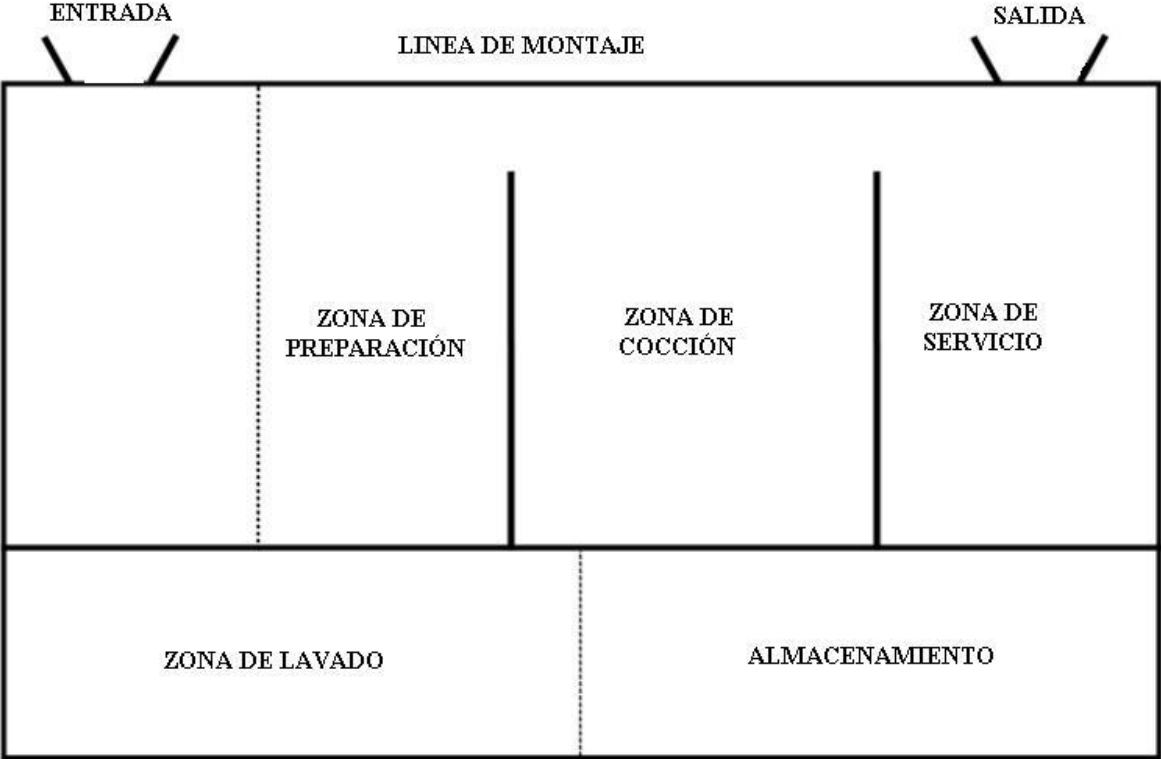 ENTRADA
SALIDA
LINEA DE MONTAJE
ZONA DE
PREPARACIÓN
ZONA DE
COCCIÓN
ZONA DE
SERVICIO
ZONA DE LAVADO
ALMACENAMIENTO